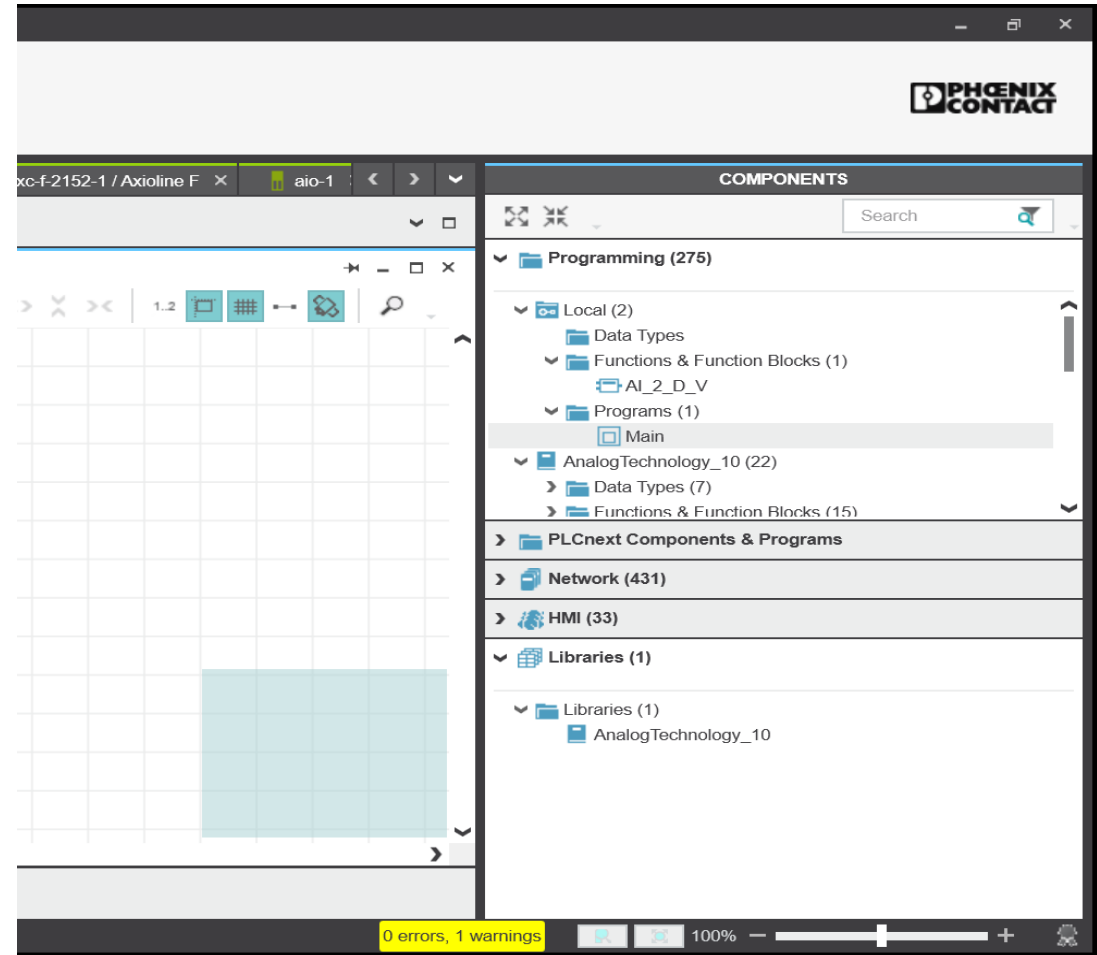 PHŒNIX
CONTACT
xc-f-2152-1 / Axioline F
aio-1
COMPONENTS
Search
Programming (275)
1..2
Local (2)
Data Types
Functions & Function Blocks (1)
AI_2_D_V
Programs (1)
Main
AnalogTechnology_10 (22)
Data Types (7)
Functions & Function Blocks (15)
PLCnext Components & Programs
Network (431)
HMI (33)
Libraries (1)
Libraries (1)
AnalogTechnology_10
0 errors, 1 warnings
100%